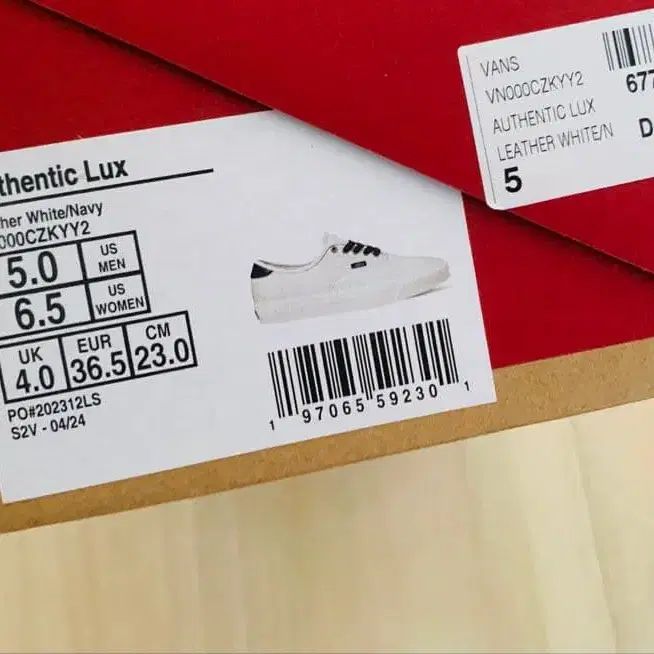 thentic Lux
her White/Navy
000CZKYY2
5.0 US MEN
6.5 US WOMEN
UK EUR CM
4.0 36.5 23.0
PO#202312LS
S2V - 04/24
1 97065 59230 1
VANS
VN000CZKYY2
AUTHENTIC LUX
LEATHER WHITE/N
5
677
D